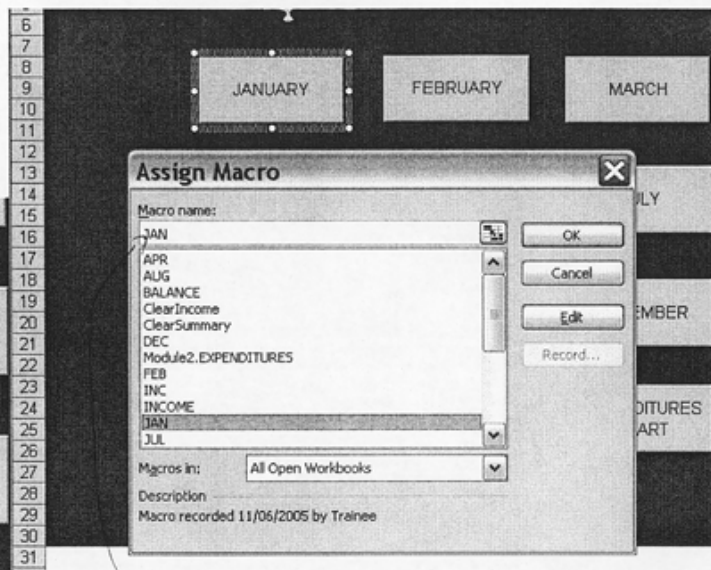 6
7
8
9
10
11
12
13
14
15
16
17
18
19
20
21
22
23
24
25
26
27
28
29
30
31
JANUARY
FEBRUARY
MARCH
ULY
EMBER
DITURES
ART
Assign Macro
Macro name:
JAN
APR
AUG
BALANCE
ClearIncome
ClearSummary
DEC
Module2.EXPENDITURES
FEB
INC
INCOME
JAN
JUL
OK
Cancel
Edit
Record...
Macros in: All Open Workbooks
Description
Macro recorded 11/06/2005 by Trainee